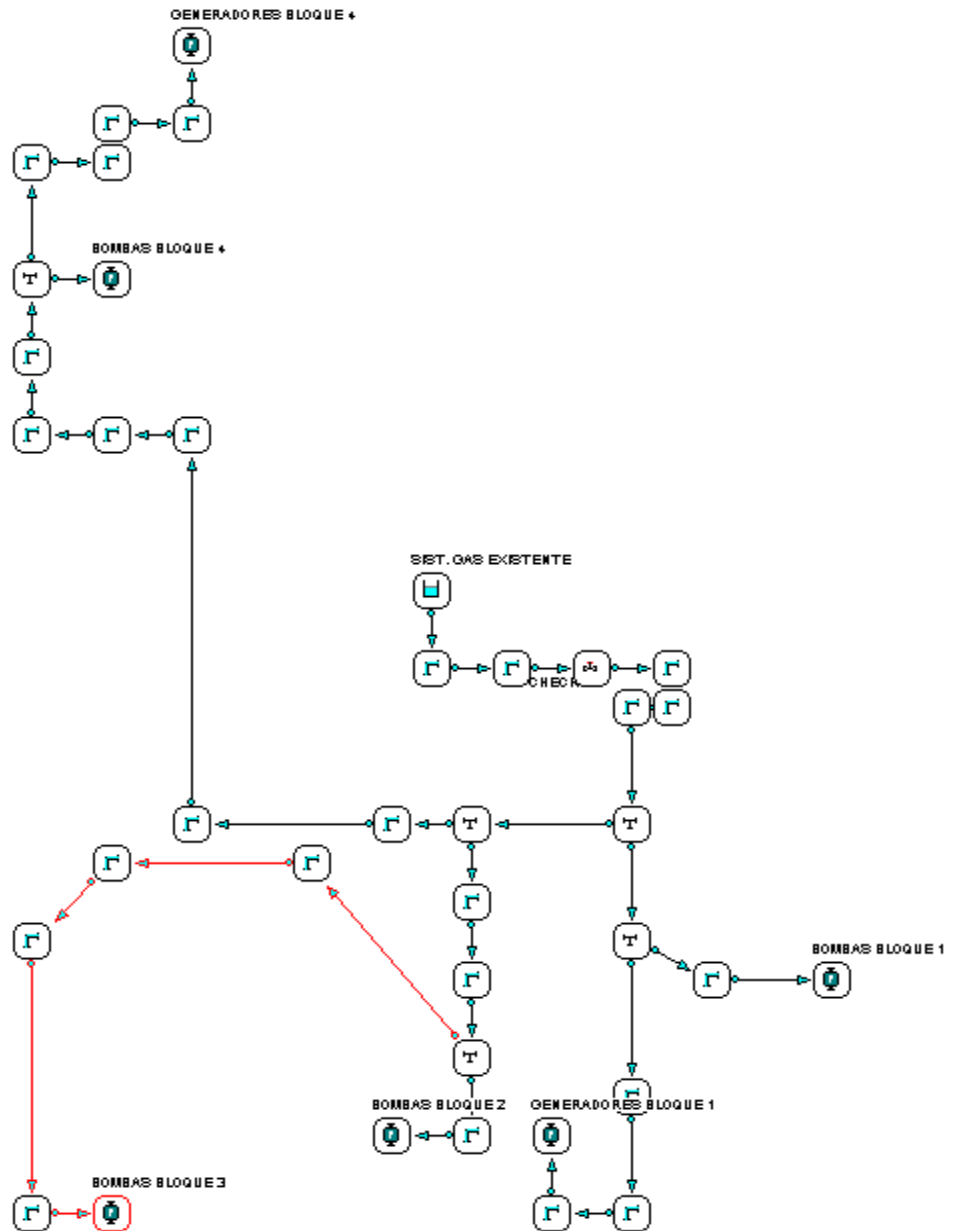 GENERADORES BLOQUE 4
BOMBAS BLOQUE 4
SIST. GAS EXISTENTE
CHECK
BOMBAS BLOQUE 1
BOMBAS BLOQUE 2
GENERADORES BLOQUE 1
BOMBAS BLOQUE 3